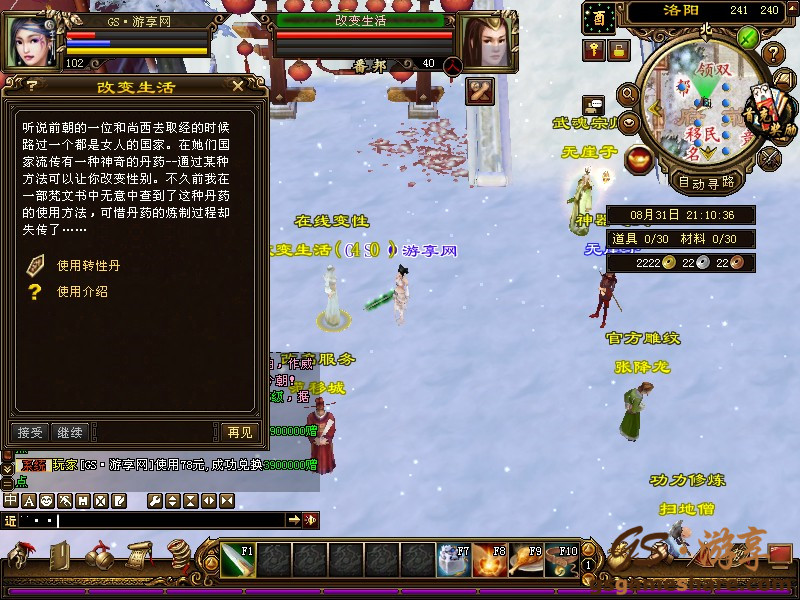 GS·游享网
102
改变生活
40
番邦
洛阳 241 240
酉
北
自动寻路
08月31日 21:10:36
道具 0/30 材料 0/30
2222 22 22
? 改变生活
听说前朝的一位和尚西去取经的时候
路过一个都是女人的国家。在她们国
家流传有一种神奇的丹药--通过某种
方法可以让你改变性别。不久前我在
一部梵文书中无意中查到了这种丹药
的使用方法，可惜丹药的炼制过程却
失传了……
使用转性丹
? 使用介绍
接受 继续 再见
武魂宗师
无崖子
在线变性
游享网
官方雕纹
张降龙
功力修炼
扫地僧
移城
玩家[GS·游享网]使用78元,成功兑换3900000赠
点
中 A
近
F1 F7 F8 F9 F10
1
GS·游享